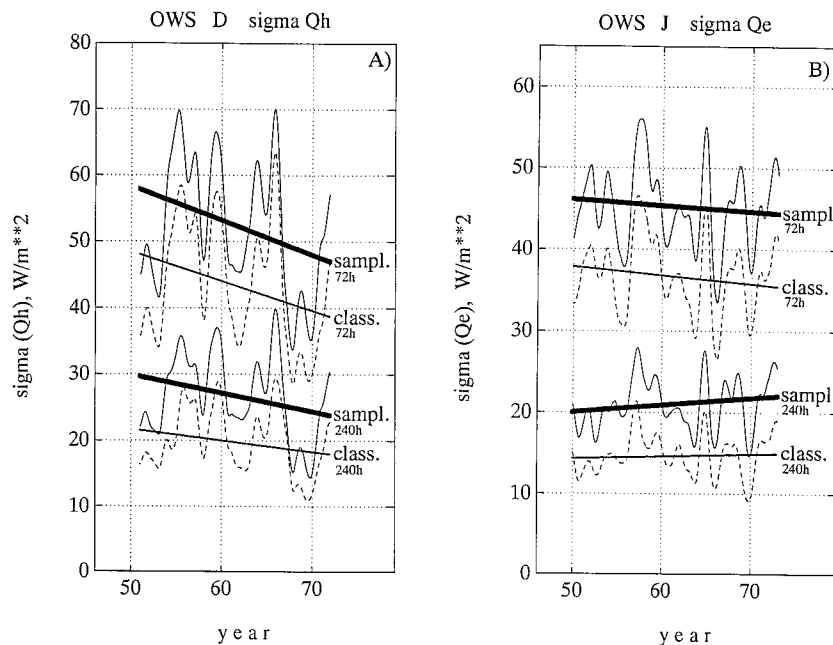 OWS D sigma Qh
A)
sigma (Qh), W/m**2
80
70
60
50
40
30
20
10
0
sampl.
72h
class.
72h
sampl.
240h
class.
240h
50
60
70
year
OWS J sigma Qe
B)
sigma (Qe), W/m**2
60
50
40
30
20
10
0
sampl
72h
class.
72h
sampl
240h
class.
240h
50
60
70
year